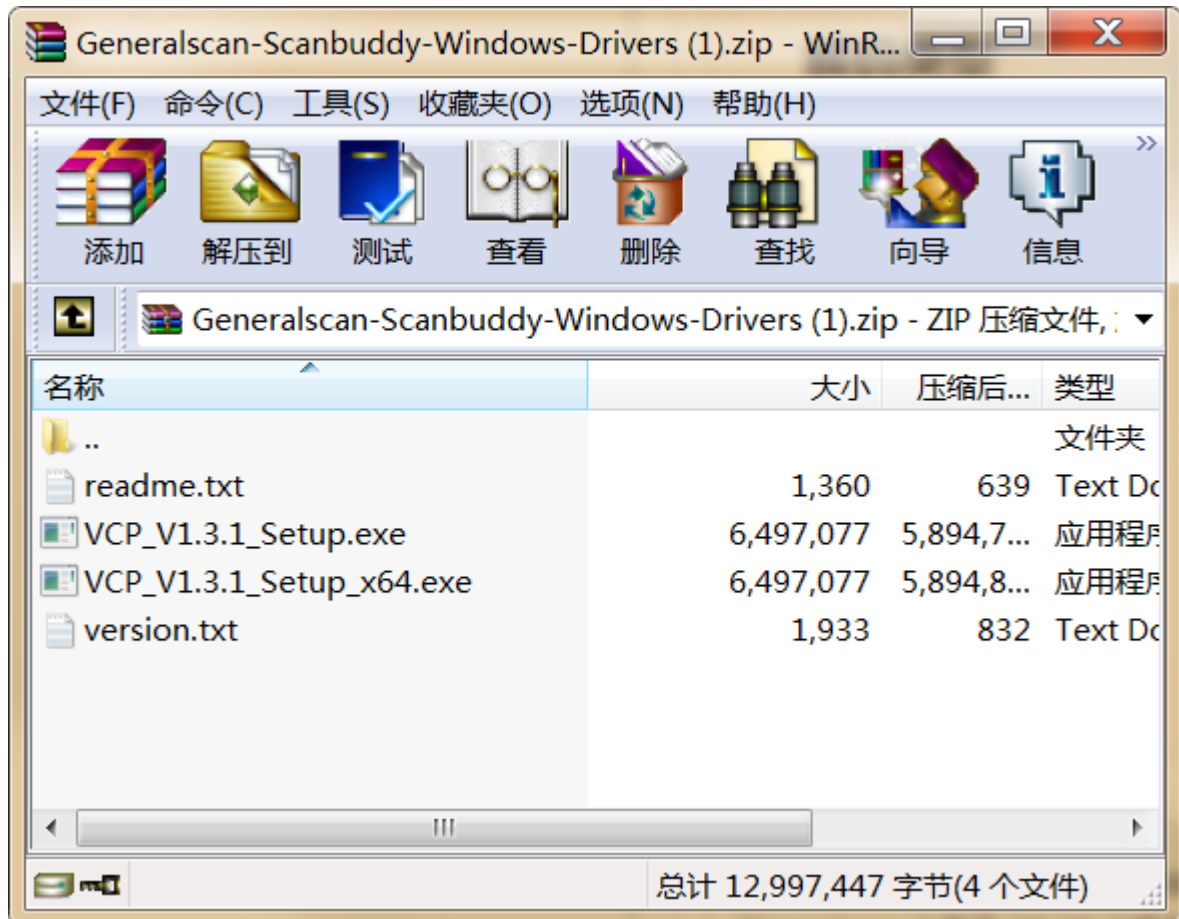 Generalscan-Scanbuddy-Windows-Drivers (1).zip - WinR...
文件(F) 命令(C) 工具(S) 收藏夹(O) 选项(N) 帮助(H)
添加 解压到 测试 查看 删除 查找 向导 信息
Generalscan-Scanbuddy-Windows-Drivers (1).zip - ZIP 压缩文件,
名称 大小 压缩后... 类型
.. 文件夹
readme.txt 1,360 639 Text Do
VCP_V1.3.1_Setup.exe 6,497,077 5,894,7... 应用程序
VCP_V1.3.1_Setup_x64.exe 6,497,077 5,894,8... 应用程序
version.txt 1,933 832 Text Do
总计 12,997,447 字节(4 个文件)